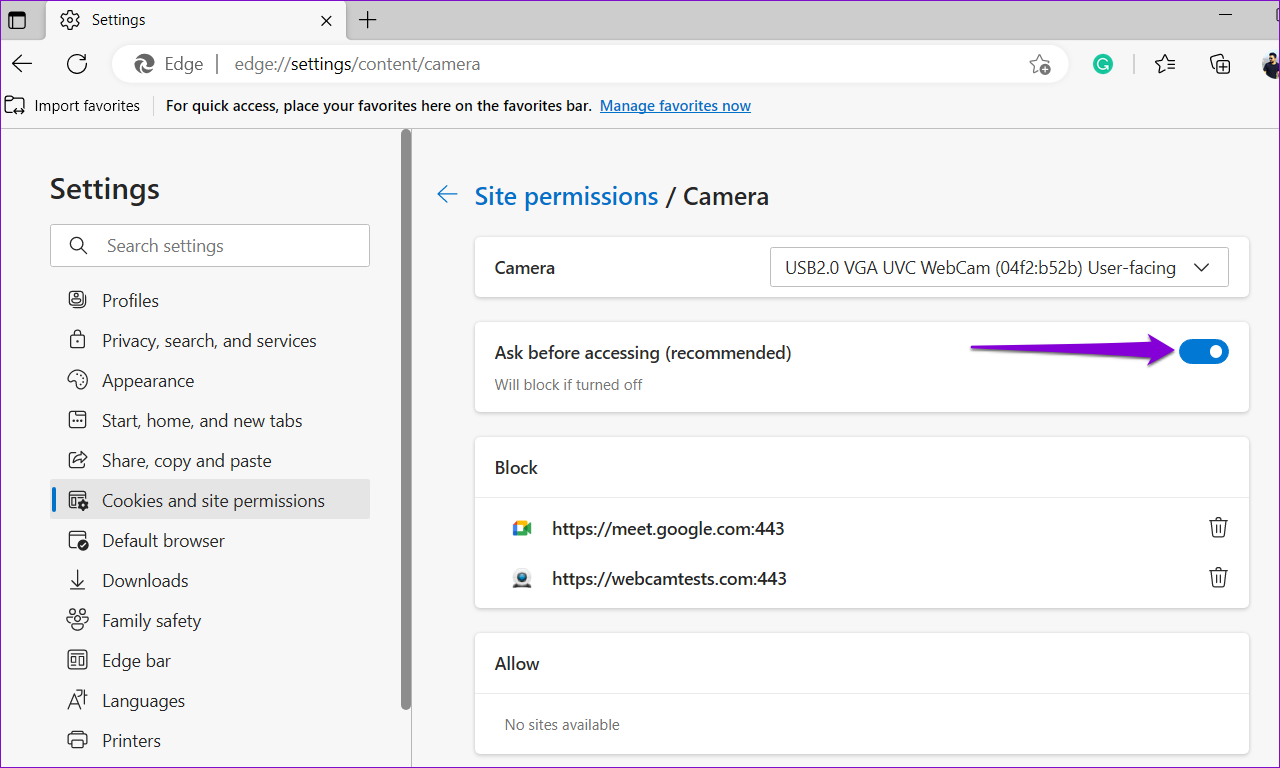 Settings
Edge
edge://settings/content/camera
Import favorites
For quick access, place your favorites here on the favorites bar. Manage favorites now
Settings
Search settings
Profiles
Privacy, search, and services
Appearance
Start, home, and new tabs
Share, copy and paste
Cookies and site permissions
Default browser
Downloads
Family safety
Edge bar
Languages
Printers
Site permissions / Camera
Camera
USB2.0 VGA UVC WebCam (04f2:b52b) User-facing
Ask before accessing (recommended)
Will block if turned off
Block
https://meet.google.com:443
https://webcamtests.com:443
Allow
No sites available